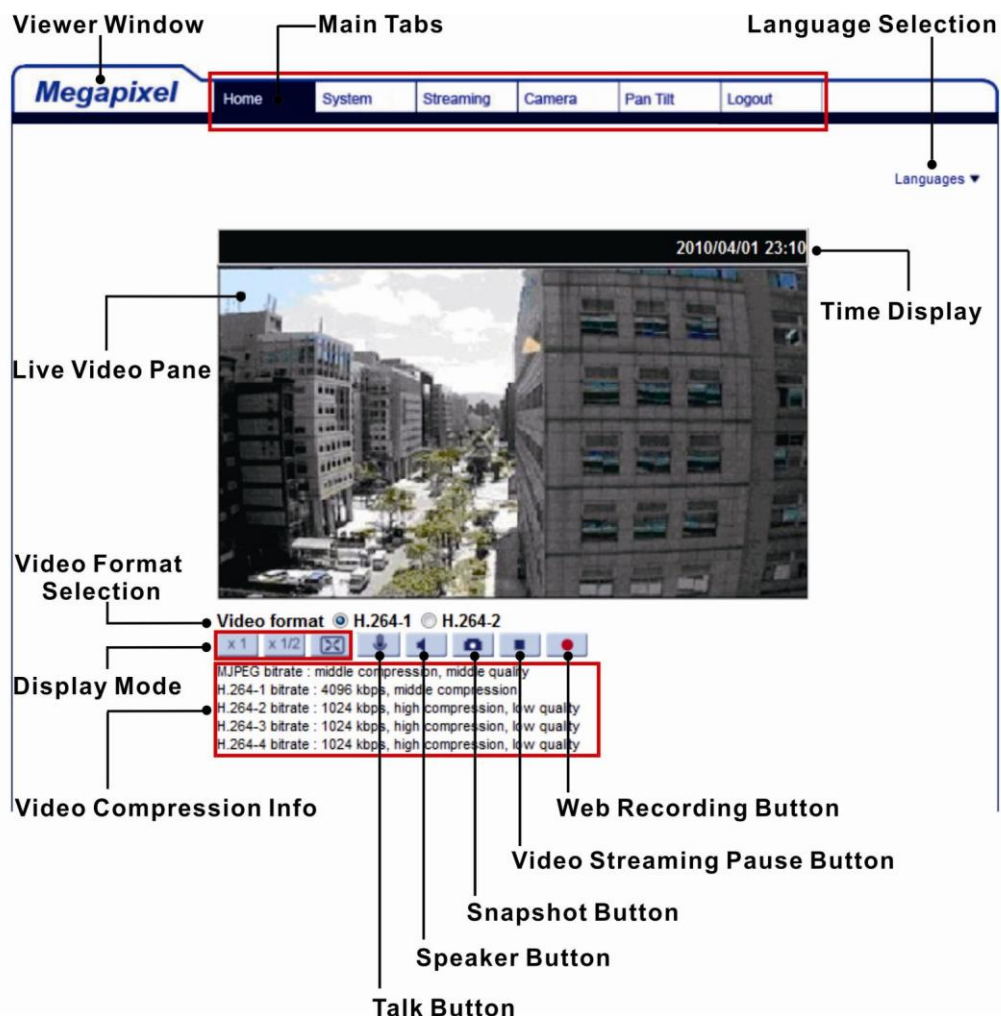 Viewer Window
Main Tabs
Language Selection
Megapixel
Home
System
Streaming
Camera
Pan Tilt
Logout
Languages ▼
2010/04/01 23:10
Time Display
Live Video Pane
Video Format
Selection
Video format H.264-1 H.264-2
x 1
x 1/2
Display Mode
MJPEG bitrate : middle compression, middle quality
H.264-1 bitrate : 4096 kbps, middle compression
H.264-2 bitrate : 1024 kbps, high compression, low quality
H.264-3 bitrate : 1024 kbps, high compression, low quality
H.264-4 bitrate : 1024 kbps, high compression, low quality
Video Compression Info
Web Recording Button
Video Streaming Pause Button
Snapshot Button
Speaker Button
Talk Button